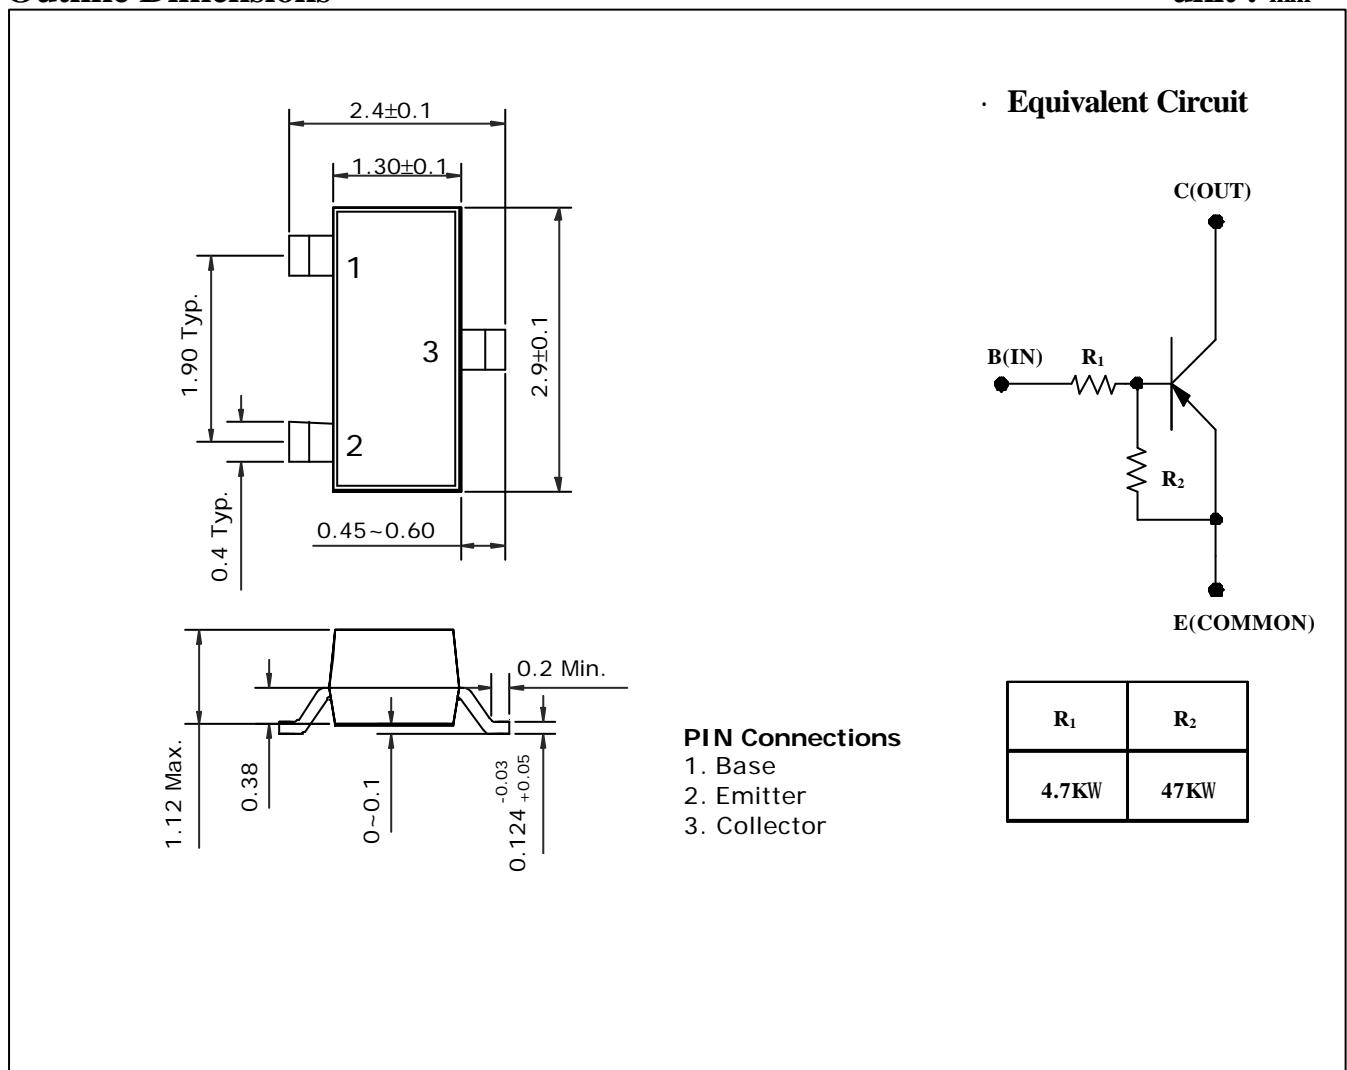 Outline Dimensions
unit : mm
2.4±0.1
1.30±0.1
1
1.90 Typ.
3
2.9±0.1
2
0.4 Typ.
0.45~0.60
· Equivalent Circuit
C(OUT)
B(IN)
R₁
R₂
E(COMMON)
1.12 Max.
0.38
0~0.1
0.2 Min.
0.124 -0.03 +0.05
PIN Connections
1. Base
2. Emitter
3. Collector
R₁ R₂
4.7KW 47KW